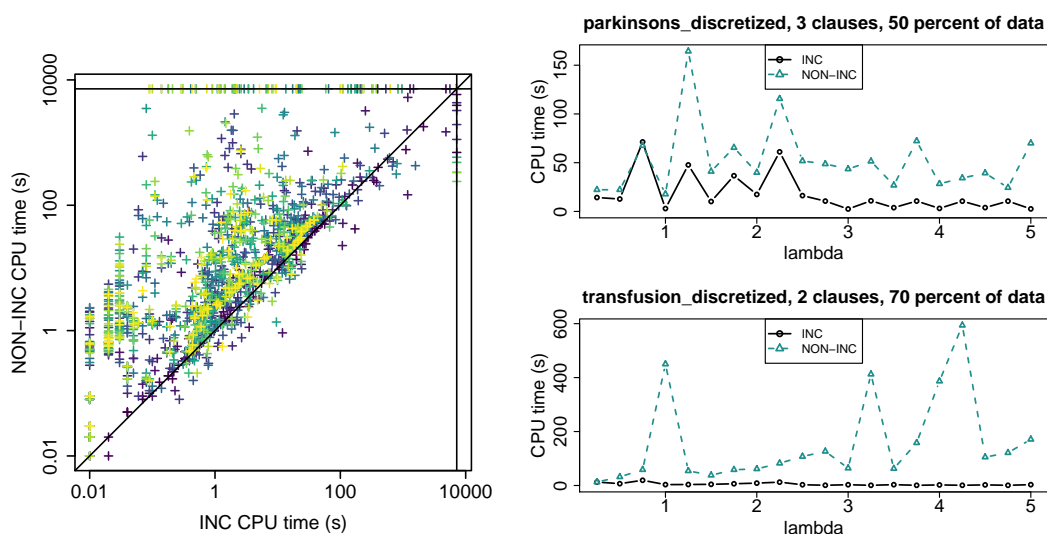 NON−INC CPU time (s)
10000
100
1
0.01
0.01
1
100
10000
INC CPU time (s)
parkinsons_discretized, 3 clauses, 50 percent of data
CPU time (s)
150
100
50
0
INC
NON−INC
1
2
3
4
5
lambda
transfusion_discretized, 2 clauses, 70 percent of data
CPU time (s)
600
400
200
0
INC
NON−INC
1
2
3
4
5
lambda